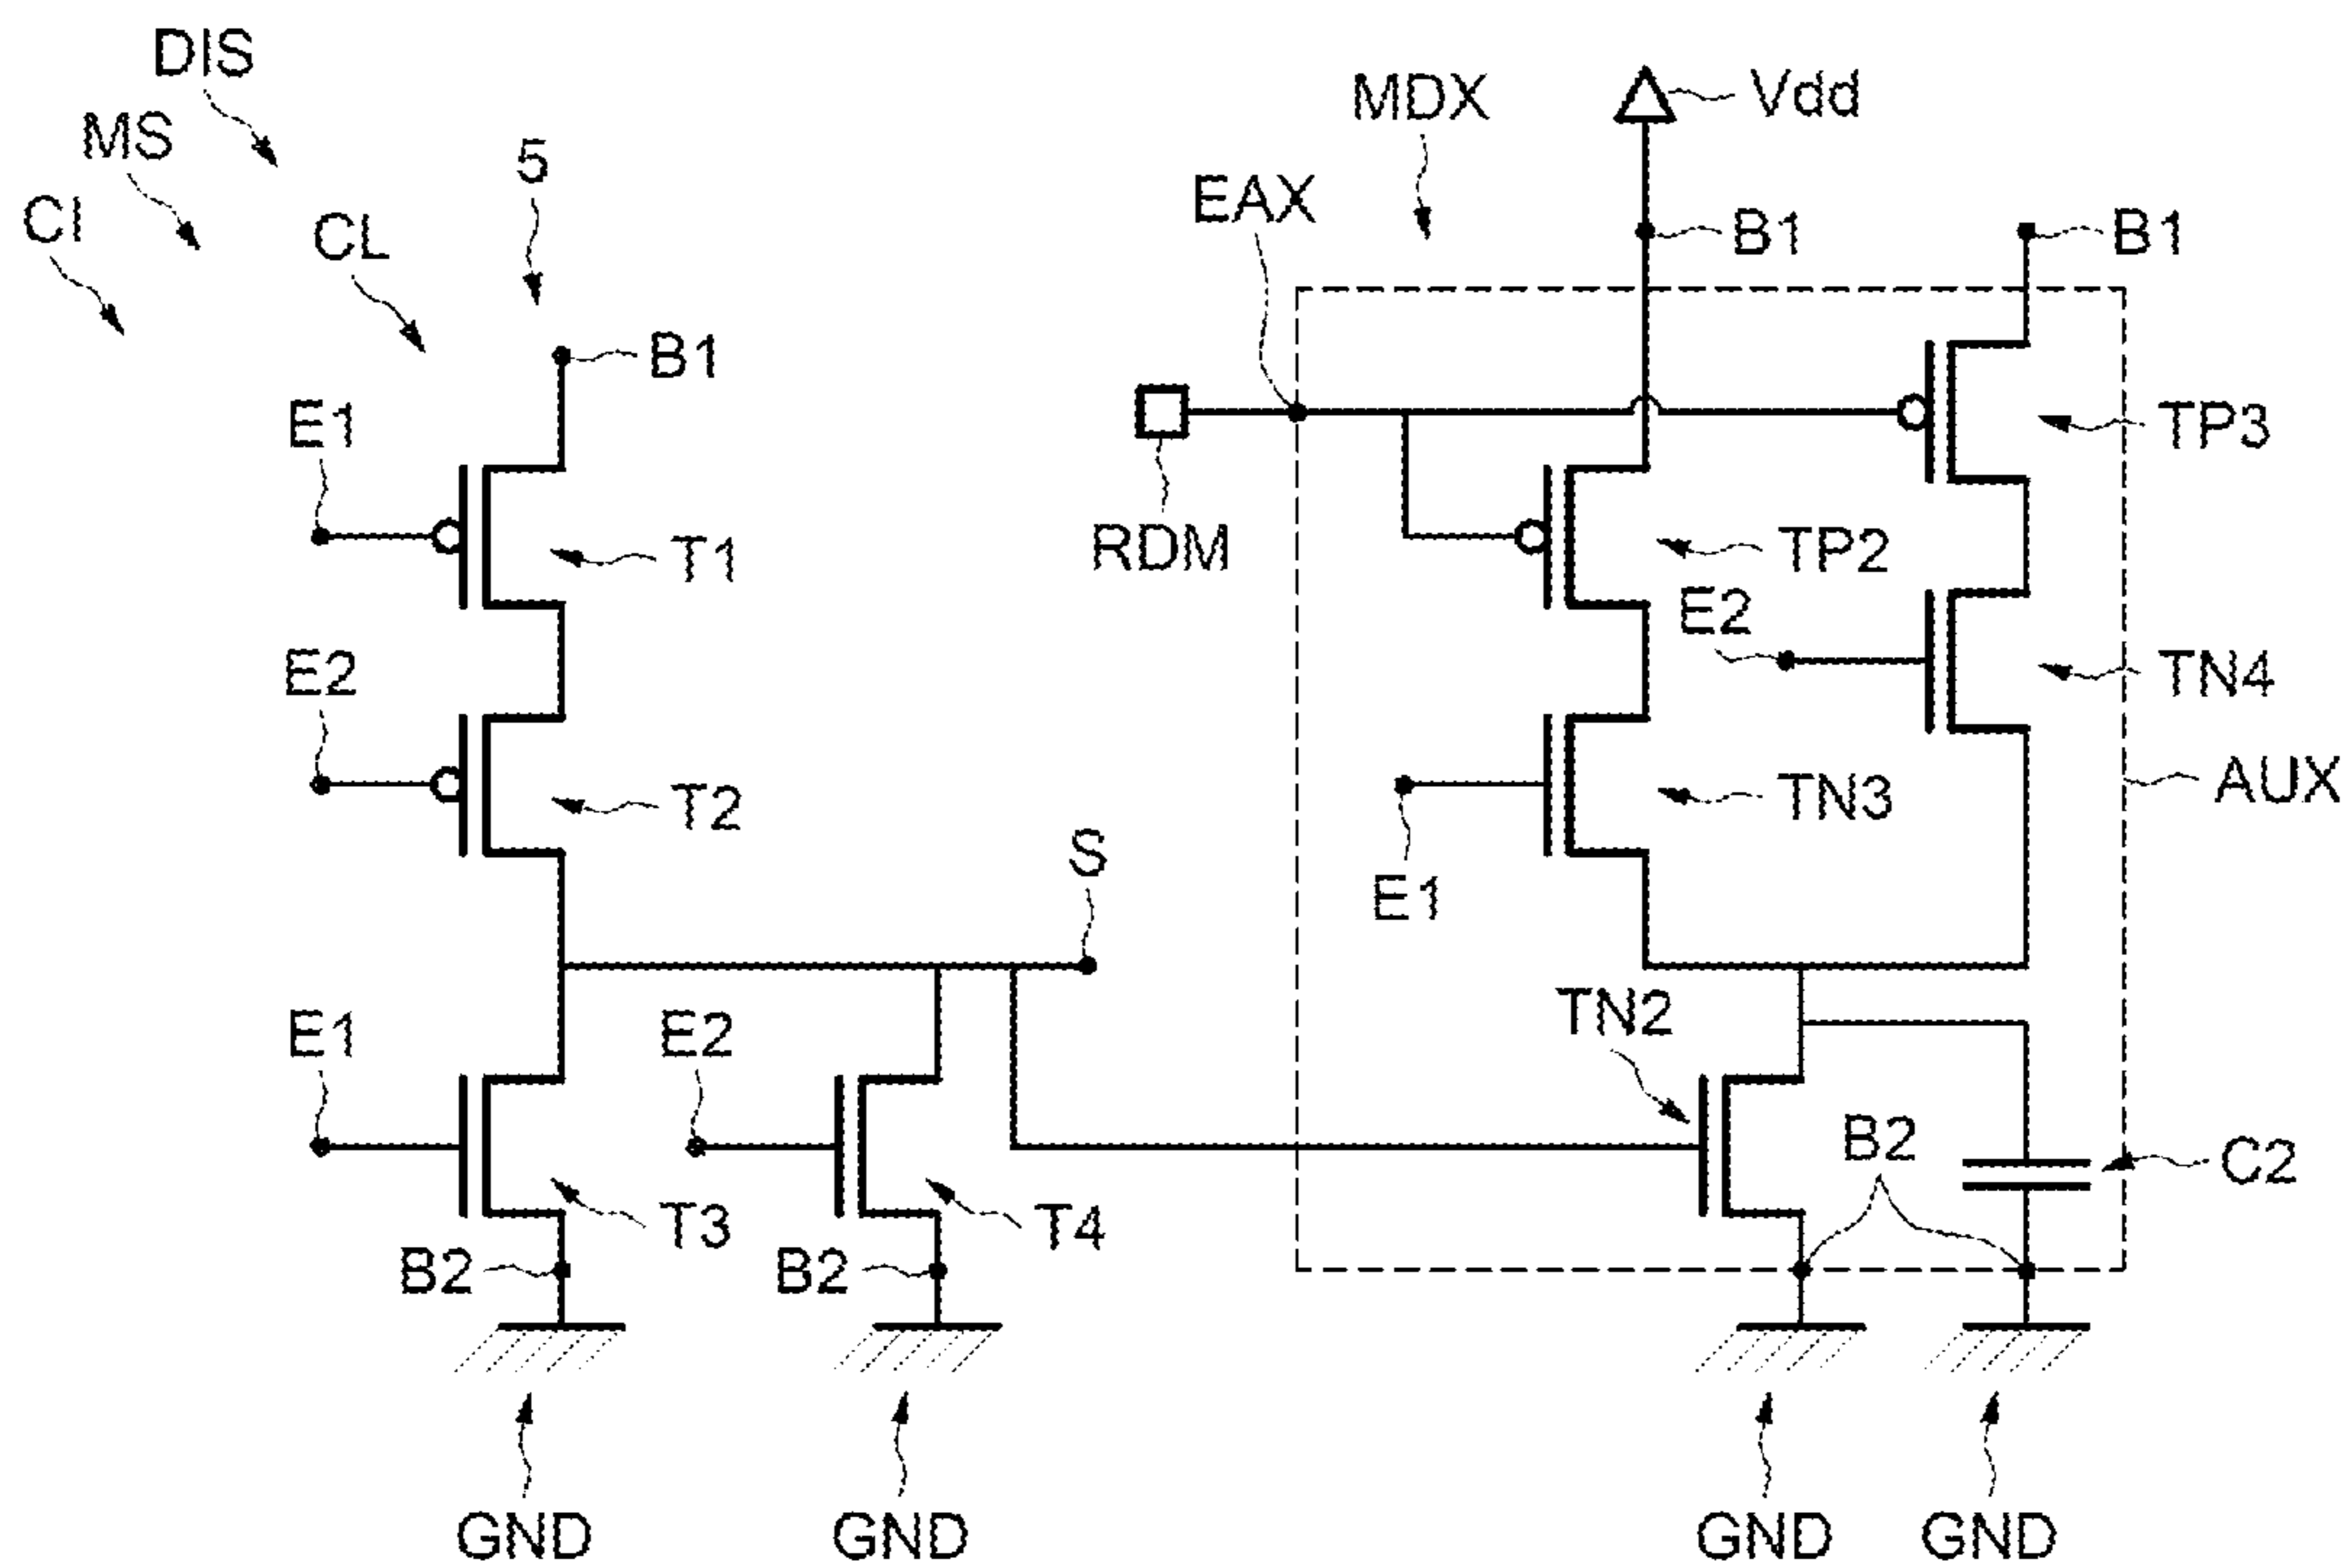 DIS
MS
CI
CL
5
MDX
Vdd
EAX
B1
B1
B1
E1
TP3
RDM
T1
TP2
E2
E2
TN4
T2
TN3
AUX
S
E1
TN2
E1
E2
B2
C2
T3
T4
B2
B2
GND
GND
GND
GND